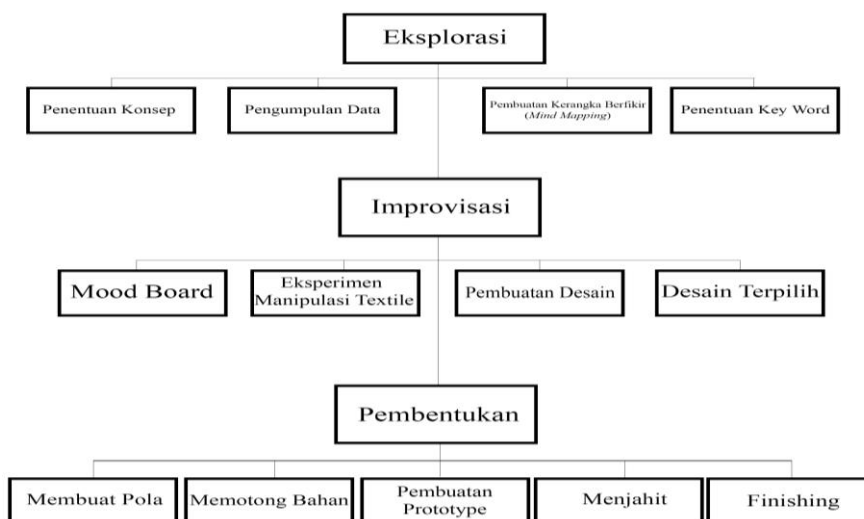 Eksplorasi
Penentuan Konsep
Pengumpulan Data
Pembuatan Kerangka Berfikir
(Mind Mapping)
Penentuan Key Word
Improvisasi
Mood Board
Eksperimen
Manipulasi Textile
Pembuatan Desain
Desain Terpilih
Pembentukan
Membuat Pola
Memotong Bahan
Pembuatan
Prototype
Menjahit
Finishing